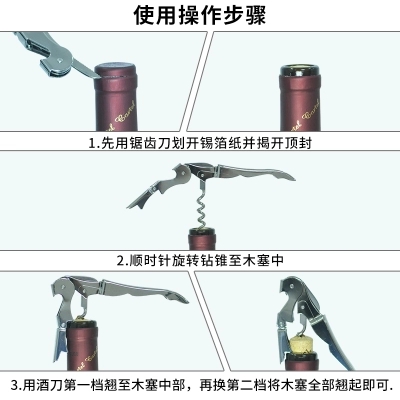 使用操作步骤
1.先用锯齿刀划开锡箔纸并揭开顶封
2.顺时针旋转钻锥至木塞中
3.用酒刀第一档翘至木塞中部，再换第二档将木塞全部翘起即可.